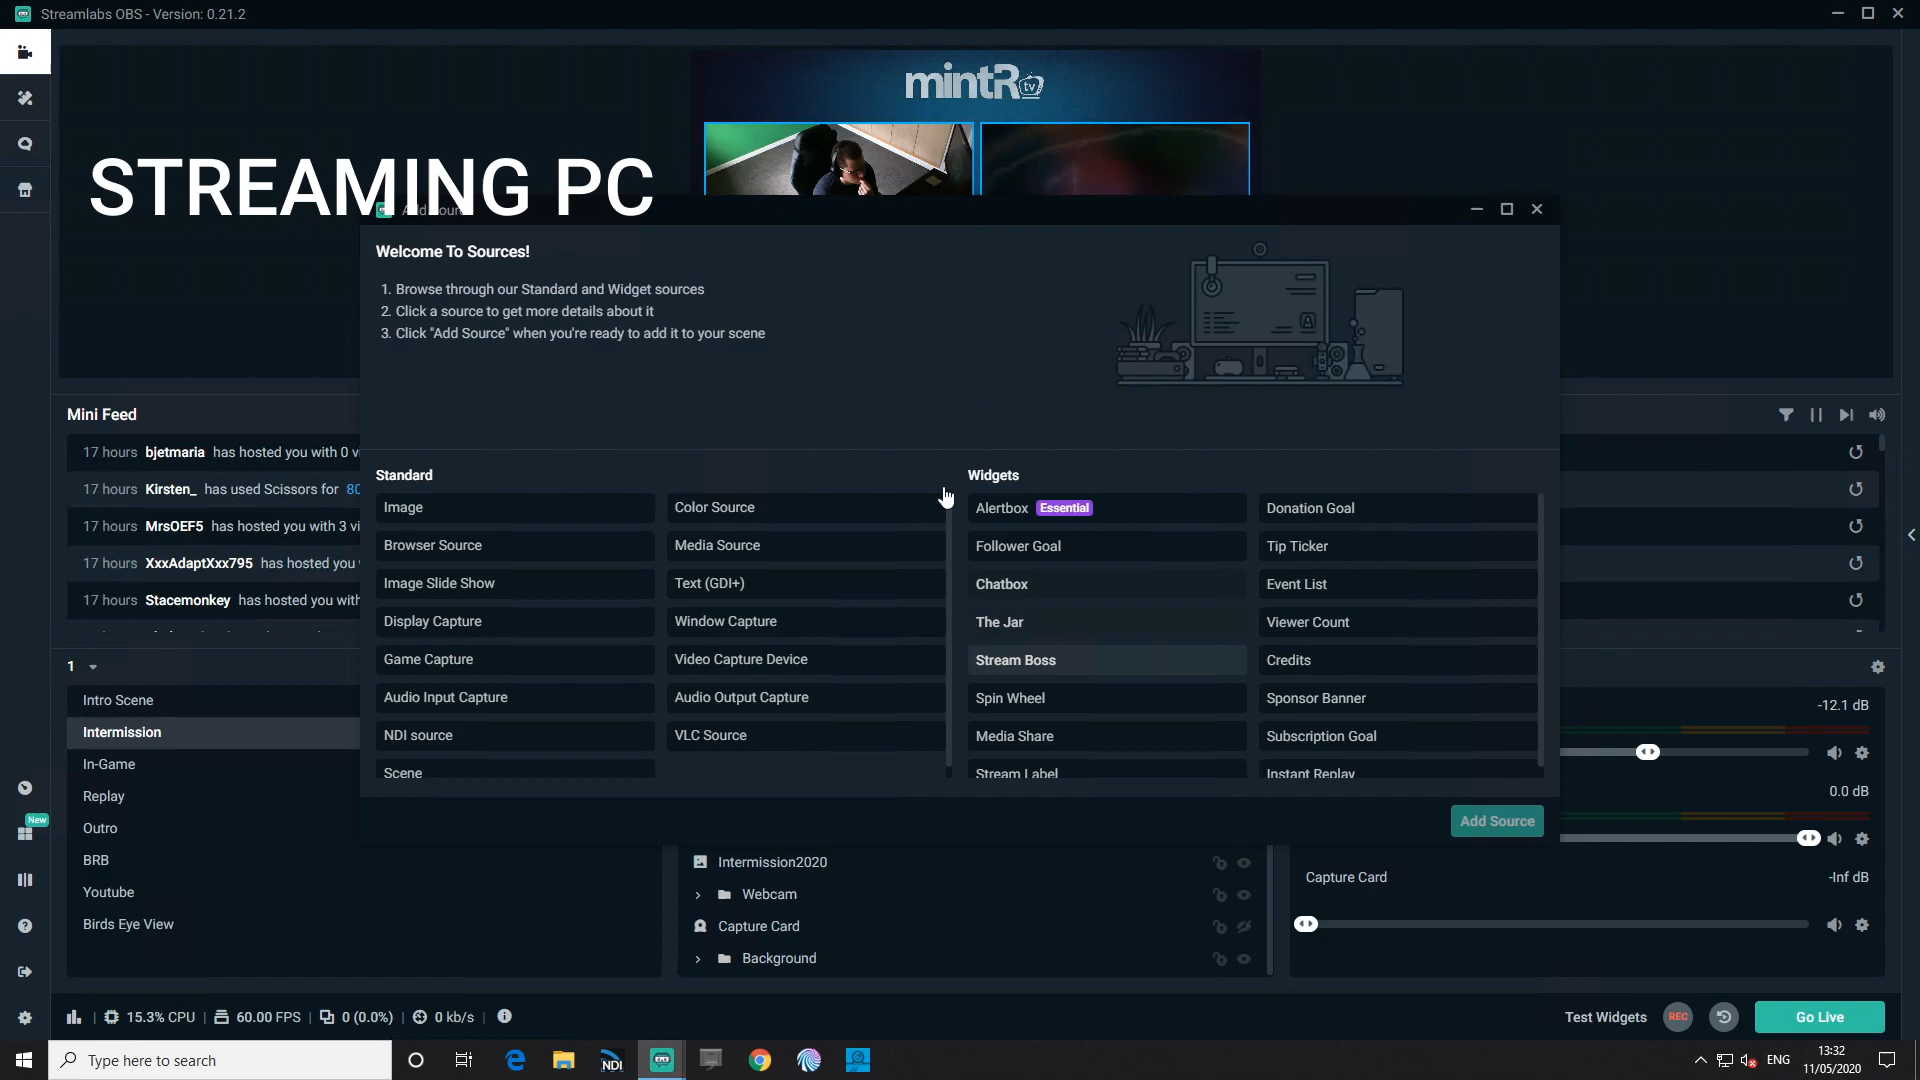 Streamlabs OBS - Version: 0.21.2
mintR tv
STREAMING PC
Welcome To Sources!
1. Browse through our Standard and Widget sources
2. Click a source to get more details about it
3. Click "Add Source" when you're ready to add it to your scene
Mini Feed
17 hours bjetmaria has hosted you with 0 vi
17 hours Kirsten_ has used Scissors for 80
17 hours MrsOEF5 has hosted you with 3 vi
17 hours XxxAdaptXxx795 has hosted you
17 hours Stacemonkey has hosted you with
Standard
Image
Color Source
Browser Source
Media Source
Image Slide Show
Text (GDI+)
Display Capture
Window Capture
Game Capture
Video Capture Device
Audio Input Capture
Audio Output Capture
NDI source
VLC Source
Scene
Widgets
Alertbox Essential
Donation Goal
Follower Goal
Tip Ticker
Chatbox
Event List
The Jar
Viewer Count
Stream Boss
Credits
Spin Wheel
Sponsor Banner
Media Share
Subscription Goal
Stream Label
Instant Replay
Add Source
1
Intro Scene
Intermission
In-Game
Replay
Outro
BRB
Youtube
Birds Eye View
New
Intermission2020
Webcam
Capture Card
Background
-12.1 dB
0.0 dB
Capture Card
-Inf dB
15.3% CPU | 60.00 FPS | 0 (0.0%) | 0 kb/s |
Test Widgets
REC
Go Live
Type here to search
NDI
ENG
13:32
11/05/2020